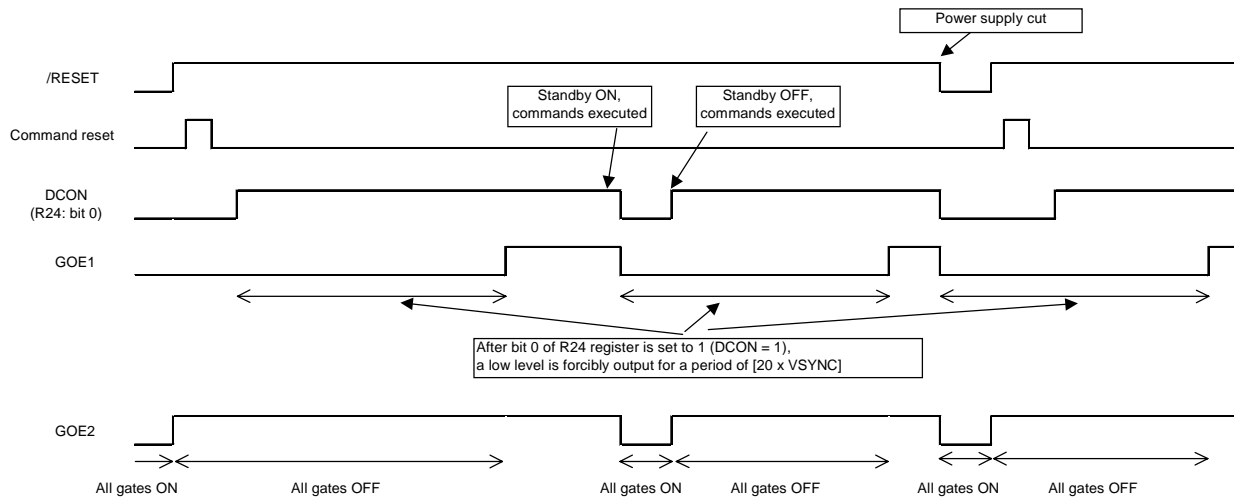 Power supply cut
/RESET
Standby ON,
commands executed
Standby OFF,
commands executed
Command reset
DCON
(R24: bit 0)
GOE1
After bit 0 of R24 register is set to 1 (DCON = 1),
a low level is forcibly output for a period of [20 x VSYNC]
GOE2
All gates ON
All gates OFF
All gates ON
All gates OFF
All gates ON
All gates OFF